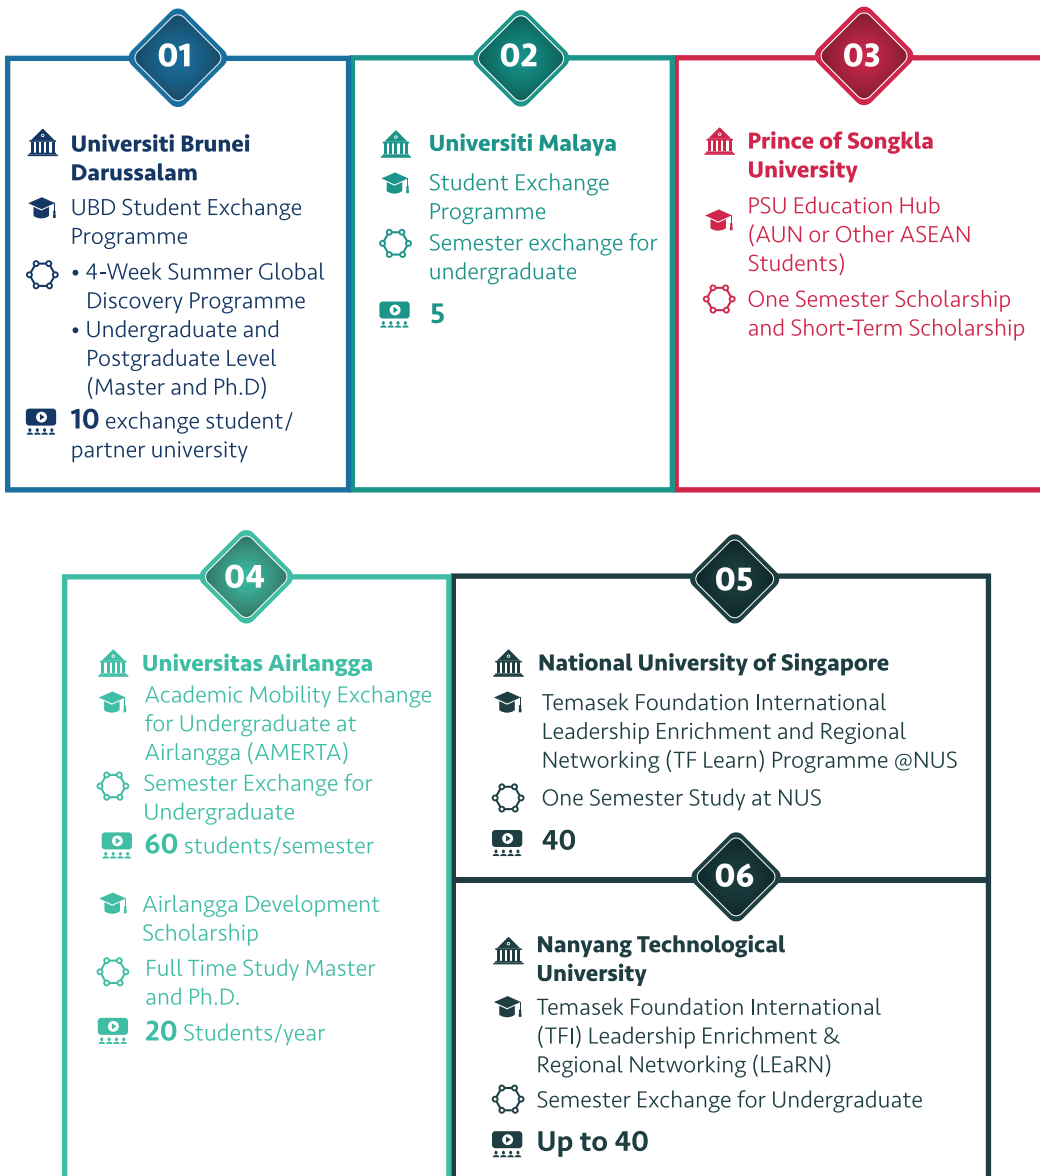 01
Universiti Brunei
Darussalam
UBD Student Exchange
Programme
• 4-Week Summer Global
Discovery Programme
• Undergraduate and
Postgraduate Level
(Master and Ph.D)
10 exchange student/
partner university
02
Universiti Malaya
Student Exchange
Programme
Semester exchange for
undergraduate
5
03
Prince of Songkla
University
PSU Education Hub
(AUN or Other ASEAN
Students)
One Semester Scholarship
and Short-Term Scholarship
04
Universitas Airlangga
Academic Mobility Exchange
for Undergraduate at
Airlangga (AMERTA)
Semester Exchange for
Undergraduate
60 students/semester
Airlangga Development
Scholarship
Full Time Study Master
and Ph.D.
20 Students/year
05
National University of Singapore
Temasek Foundation International
Leadership Enrichment and Regional
Networking (TF Learn) Programme @NUS
One Semester Study at NUS
40
06
Nanyang Technological
University
Temasek Foundation International
(TFI) Leadership Enrichment &
Regional Networking (LEaRN)
Semester Exchange for Undergraduate
Up to 40